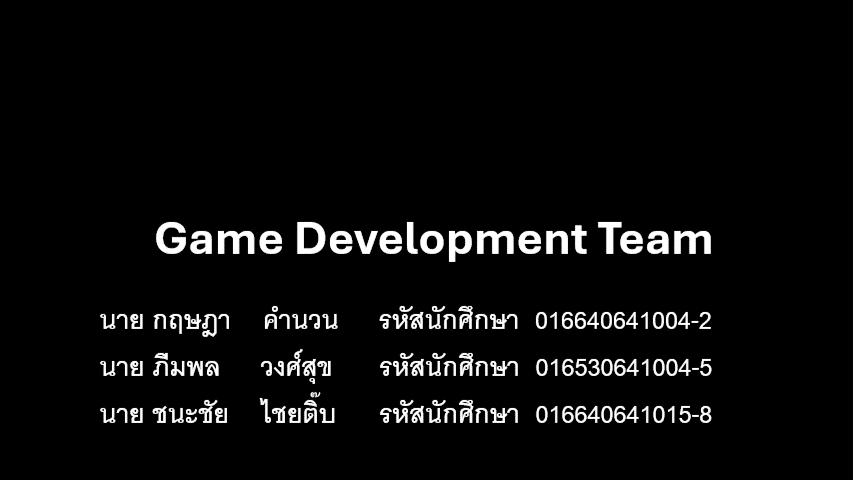 Game Development Team
นาย กฤษฎา คำนวน รหัสนักศึกษา 016640641004-2
นาย ภีมพล วงศ์สุข รหัสนักศึกษา 016530641004-5
นาย ชนะชัย ไชยติ๊บ รหัสนักศึกษา 016640641015-8